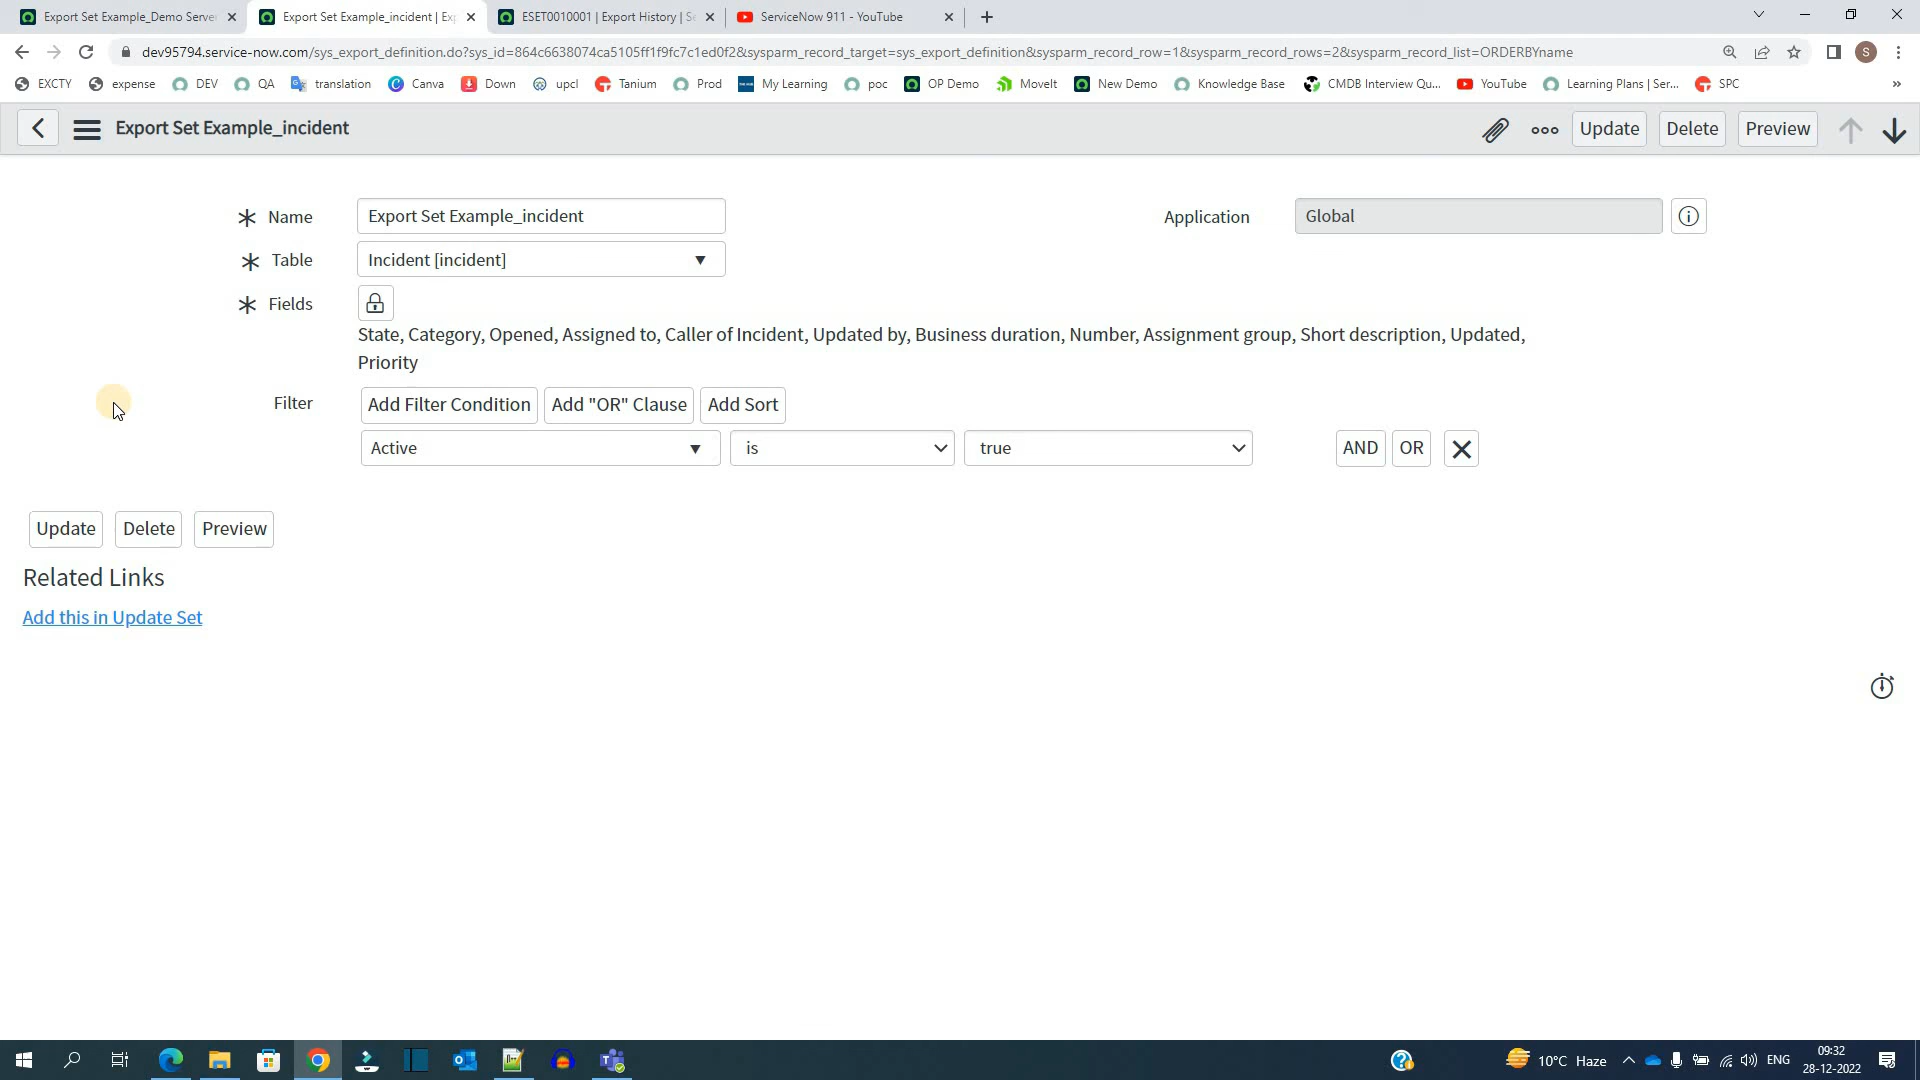 Export Set Example_Demo Server
Export Set Example_incident | Exp
ESET0010001 | Export History | Se
ServiceNow 911 - YouTube
dev95794.service-now.com/sys_export_definition.do?sys_id=864c6638074ca5105ff1f9fc7c1ed0f2&sysparm_record_target=sys_export_definition&sysparm_record_row=1&sysparm_record_rows=2&sysparm_record_list=ORDERBYname
S
EXCTY expense DEV QA translation Canva Down upcl Tanium Prod My Learning poc OP Demo MoveIt New Demo Knowledge Base CMDB Interview Qu... YouTube Learning Plans | Ser... SPC »
Export Set Example_incident
Update Delete Preview
Name Export Set Example_incident
Application Global
Table Incident [incident]
Fields
State, Category, Opened, Assigned to, Caller of Incident, Updated by, Business duration, Number, Assignment group, Short description, Updated,
Priority
Filter Add Filter Condition Add "OR" Clause Add Sort
Active is true AND OR
Update Delete Preview
Related Links
Add this in Update Set
10°C Haze ENG
09:32
28-12-2022